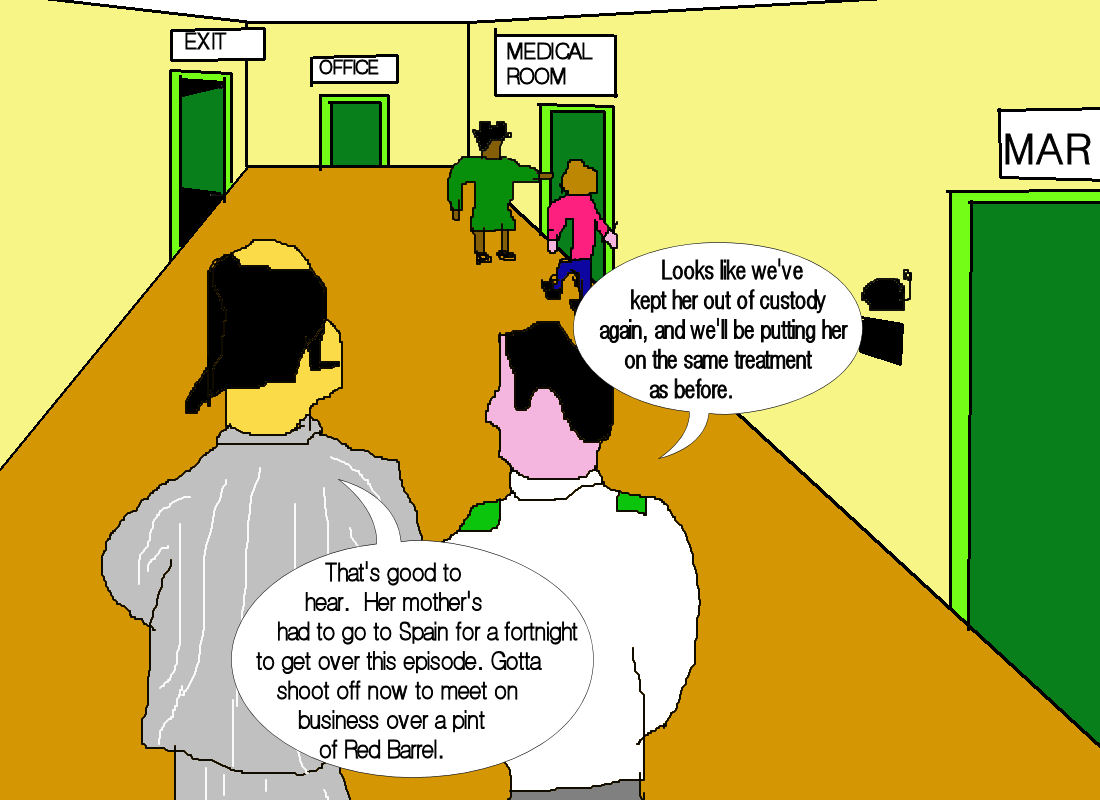 EXIT
OFFICE
MEDICAL
ROOM
MAR
Looks like we've
kept her out of custody
again, and we'll be putting her
on the same treatment
as before.
That's good to
hear.  Her mother's
had to go to Spain for a fortnight
to get over this episode. Gotta
shoot off now to meet on
business over a pint
of Red Barrel.